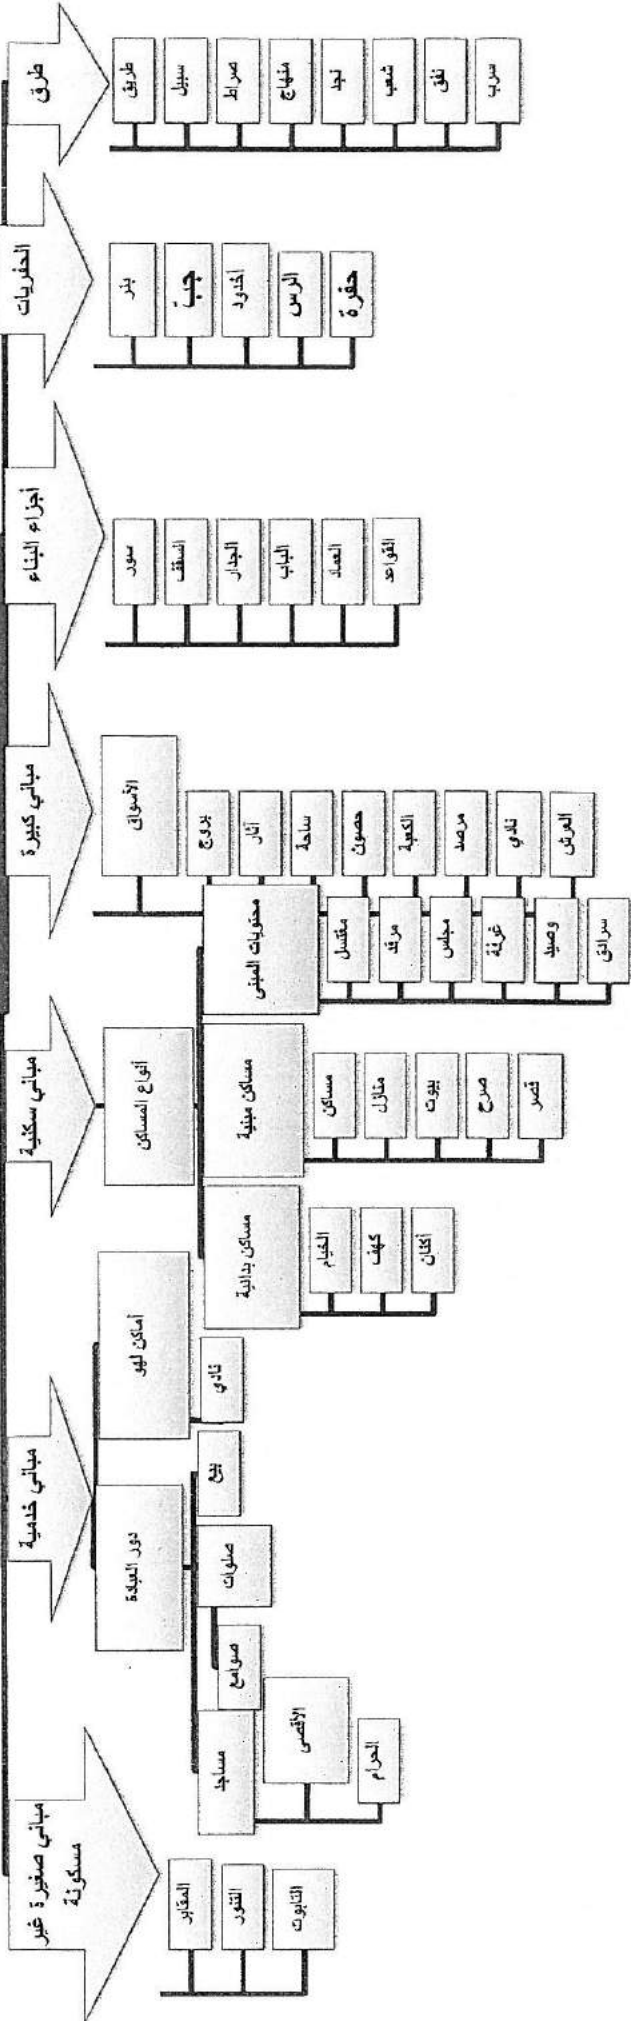 طرق
طريق
سبيل
صراط
منهاج
نجد
شعب
نفق
سرب
الحفريات
بئر
جبّ
أخدود
الرس
حفرة
أجزاء البناء
سور
السقف
الجدار
الباب
العماد
القواعد
مباني كبيرة
الأسواق
بروج
آثار
ساحة
حصون
الكعبة
مرصد
نادي
العرش
مباني سكنية
أنواع المساكن
محتويات المبنى
مغتسل
مرقد
مجلس
غرفة
وصيد
سرادق
مساكن مبنية
مساكن
منازل
بيوت
صرح
قصر
مساكن بدائية
الخيام
كهف
أكنان
مباني خدمية
أماكن لهو
نادي
دور العبادة
بيع
صلوات
صوامع
مساجد
الأقصى
الحرام
مباني صغيرة غير
مسكونة
المقابر
التنور
التابوت